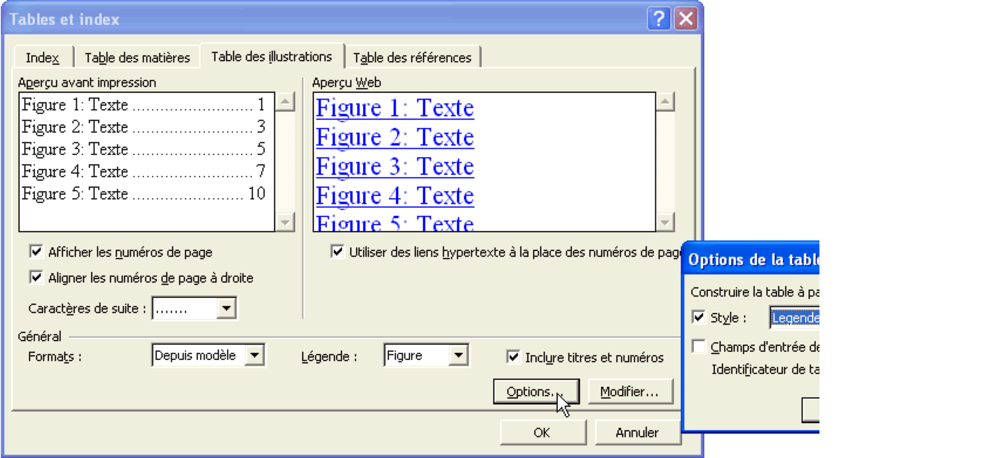 Tables et index
Index Table des matières Table des illustrations Table des références
Aperçu avant impression
Figure 1: Texte ........................... 1
Figure 2: Texte ........................... 3
Figure 3: Texte ........................... 5
Figure 4: Texte ........................... 7
Figure 5: Texte ......................... 10
Aperçu Web
Figure 1: Texte
Figure 2: Texte
Figure 3: Texte
Figure 4: Texte
Figure 5: Texte
Afficher les numéros de page
Aligner les numéros de page à droite
Caractères de suite : .......
Utiliser des liens hypertexte à la place des numéros de page
Général
Formats : Depuis modèle Légende : Figure Inclure titres et numéros
Options... Modifier...
OK Annuler
Options de la table
Construire la table à pa
Style : Legende
Champs d'entrée de
Identificateur de ta